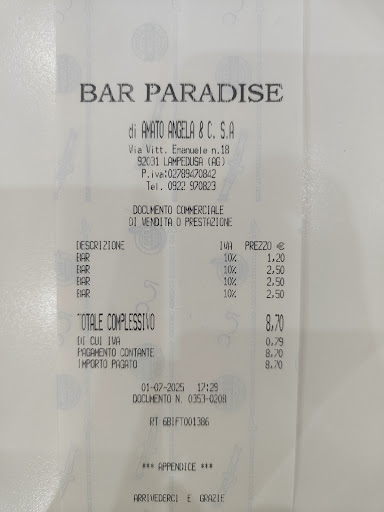 BAR PARADISE
di AMATO ANGELA & C. S.A
Via Vitt. Emanuele n.18
92031 LAMPEDUSA (AG)
P.iva:02789470842
Tel. 0922 970823
DOCUMENTO COMMERCIALE
DI VENDITA O PRESTAZIONE
DESCRIZIONE IVA PREZZO €
BAR 10% 1,20
BAR 10% 2,50
BAR 10% 2,50
BAR 10% 2,50
TOTALE COMPLESSIVO 8,70
DI CUI IVA 0,79
PAGAMENTO CONTANTE 8,70
IMPORTO PAGATO 8,70
01-07-2025 17:29
DOCUMENTO N. 0353-0208
RT 6BIFT001386
*** APPENDICE ***
ARRIVEDERCI E GRAZIE